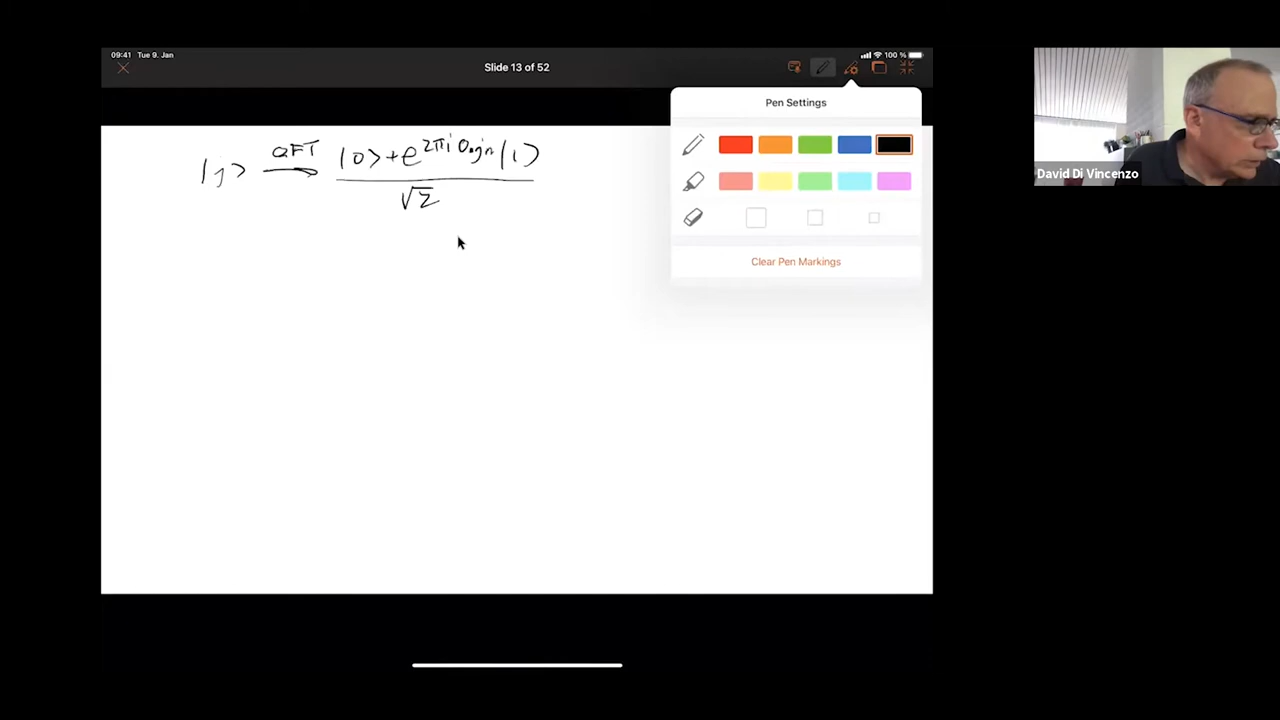 09:41 Tue 9. Jan
100 %
Slide 13 of 52
Pen Settings
Clear Pen Markings
|j> QFT |0>+e^{2πi 0.jn}|1>
√2
David Di Vincenzo